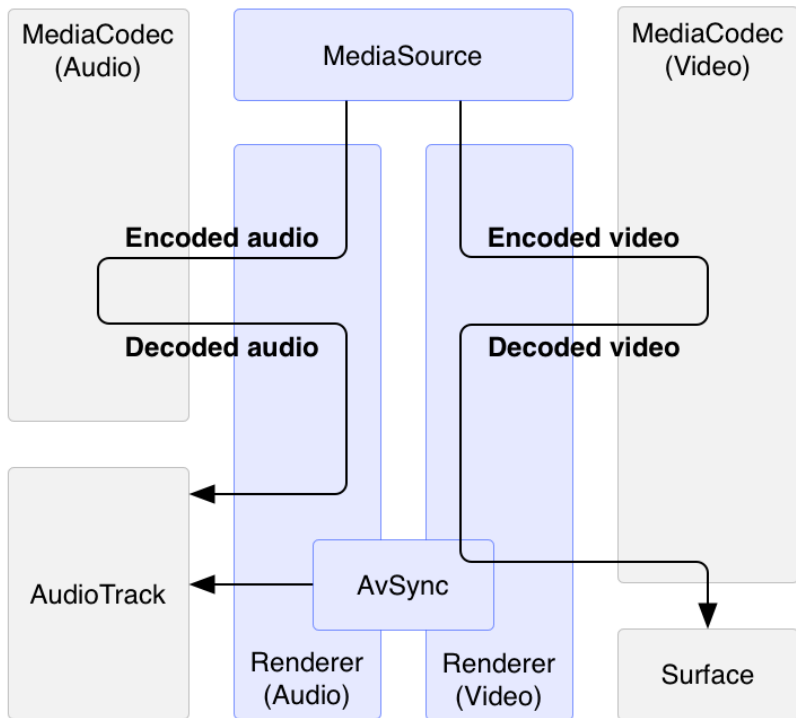 MediaCodec
(Audio)
MediaSource
MediaCodec
(Video)
Encoded audio
Encoded video
Decoded audio
Decoded video
AudioTrack
AvSync
Renderer
(Audio)
Renderer
(Video)
Surface